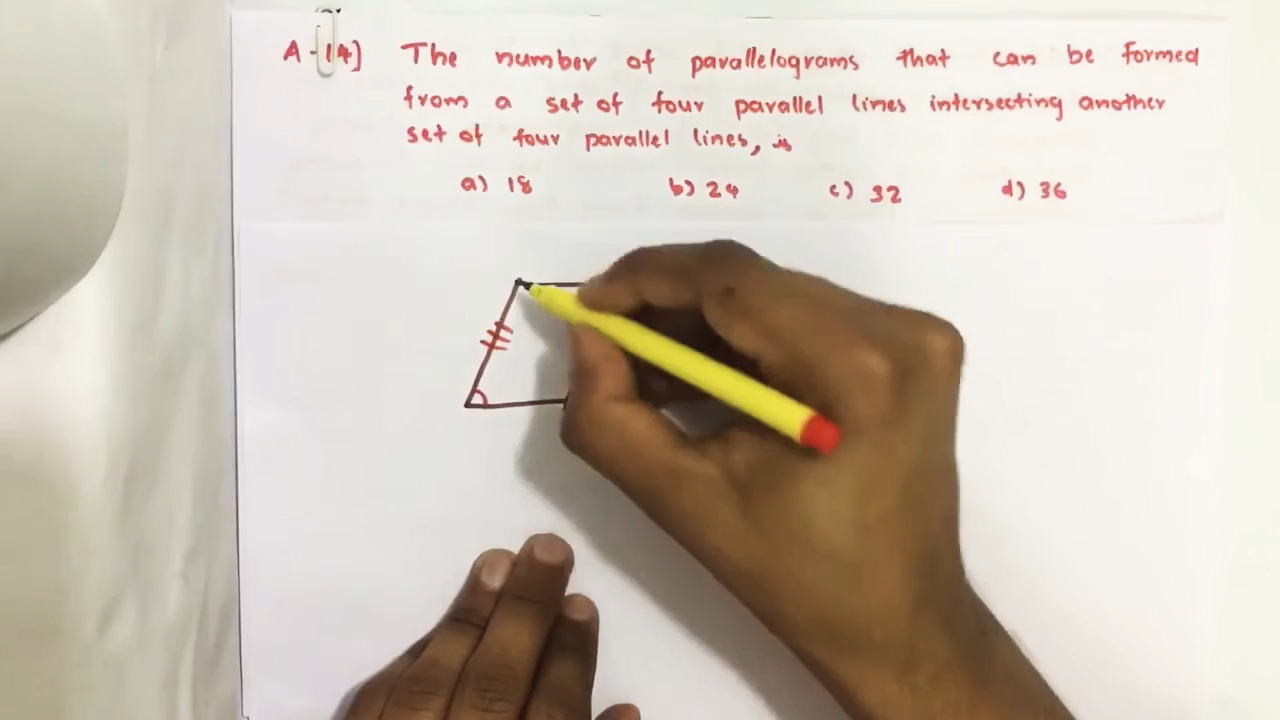 A-14] The number of parallelograms that can be formed
from a set of four parallel lines intersecting another
set of four parallel lines, is
a) 18 b) 24 c) 32 d) 36